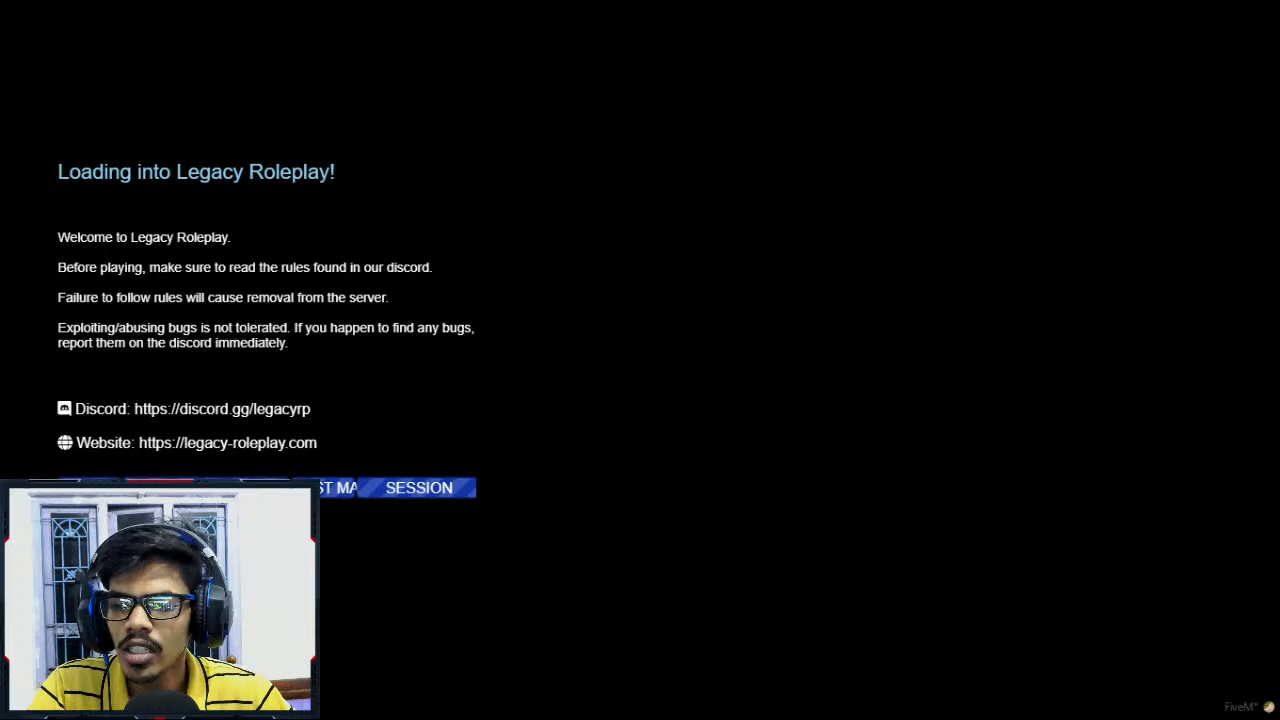 Loading into Legacy Roleplay!
Welcome to Legacy Roleplay.
Before playing, make sure to read the rules found in our discord.
Failure to follow rules will cause removal from the server.
Exploiting/abusing bugs is not tolerated. If you happen to find any bugs,
report them on the discord immediately.
Discord: https://discord.gg/legacyrp
Website: https://legacy-roleplay.com
SESSION
FiveM*